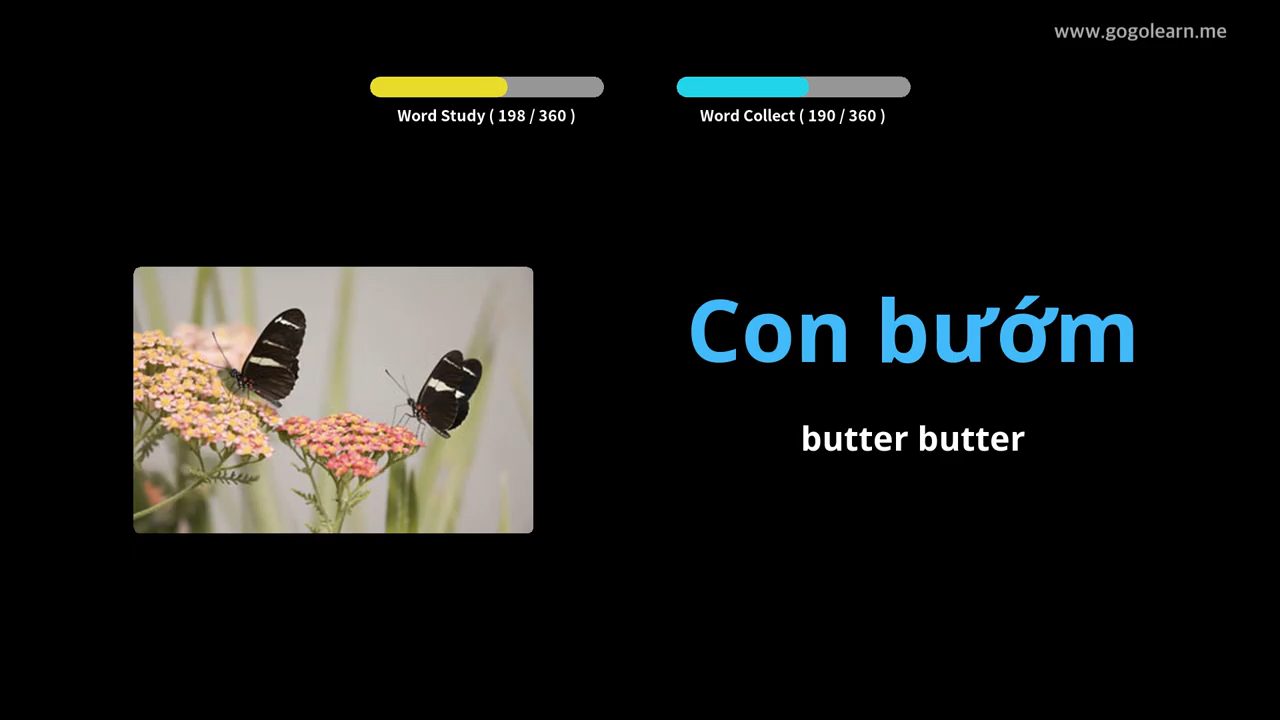 www.gogolearn.me
Word Study ( 198 / 360 )
Word Collect ( 190 / 360 )
Con bướm
butter butter